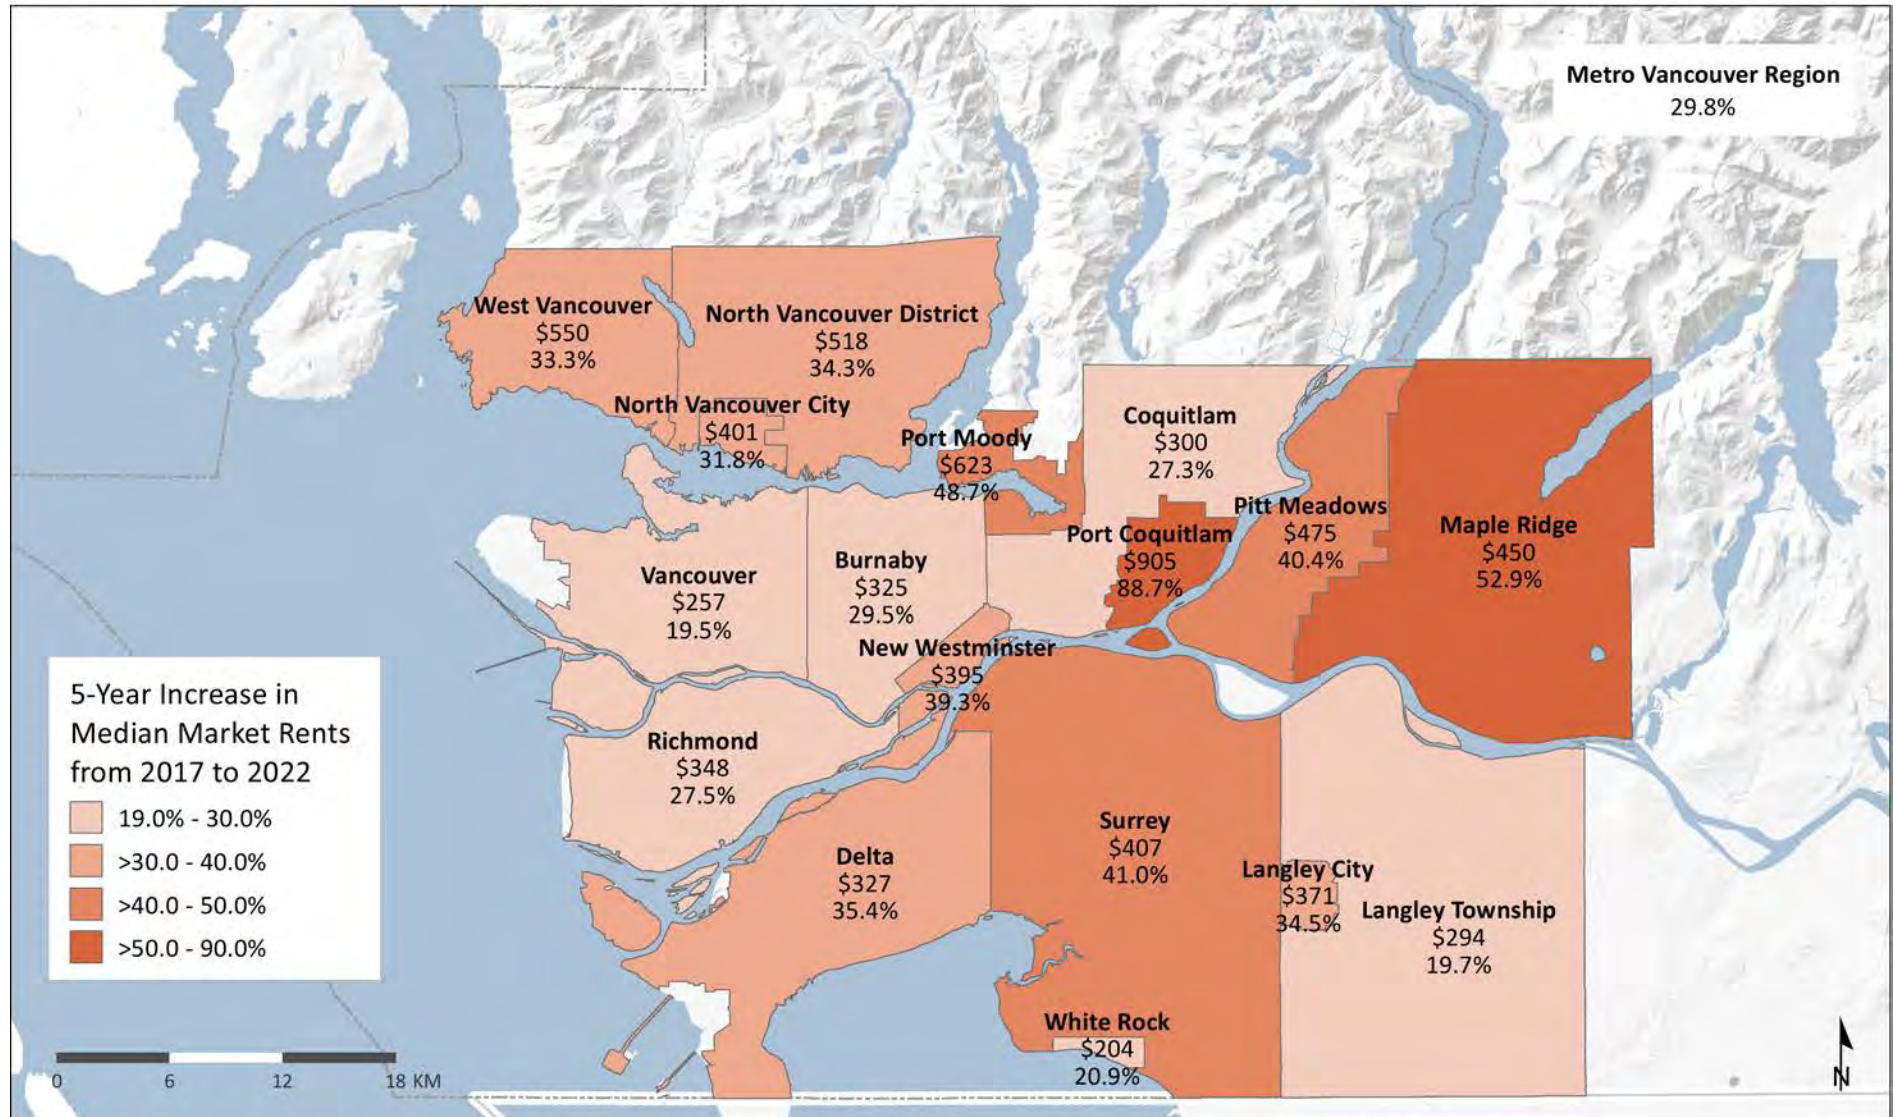 Metro Vancouver Region
29.8%
West Vancouver
$550
33.3%
North Vancouver District
$518
34.3%
North Vancouver City
$401
31.8%
Port Moody
$623
48.7%
Coquitlam
$300
27.3%
Pitt Meadows
$475
40.4%
Maple Ridge
$450
52.9%
Port Coquitlam
$905
88.7%
Vancouver
$257
19.5%
Burnaby
$325
29.5%
New Westminster
$395
39.3%
Richmond
$348
27.5%
Delta
$327
35.4%
Surrey
$407
41.0%
Langley City
$371
34.5%
Langley Township
$294
19.7%
White Rock
$204
20.9%
5-Year Increase in
Median Market Rents
from 2017 to 2022
19.0% - 30.0%
>30.0 - 40.0%
>40.0 - 50.0%
>50.0 - 90.0%
0 6 12 18 KM
N